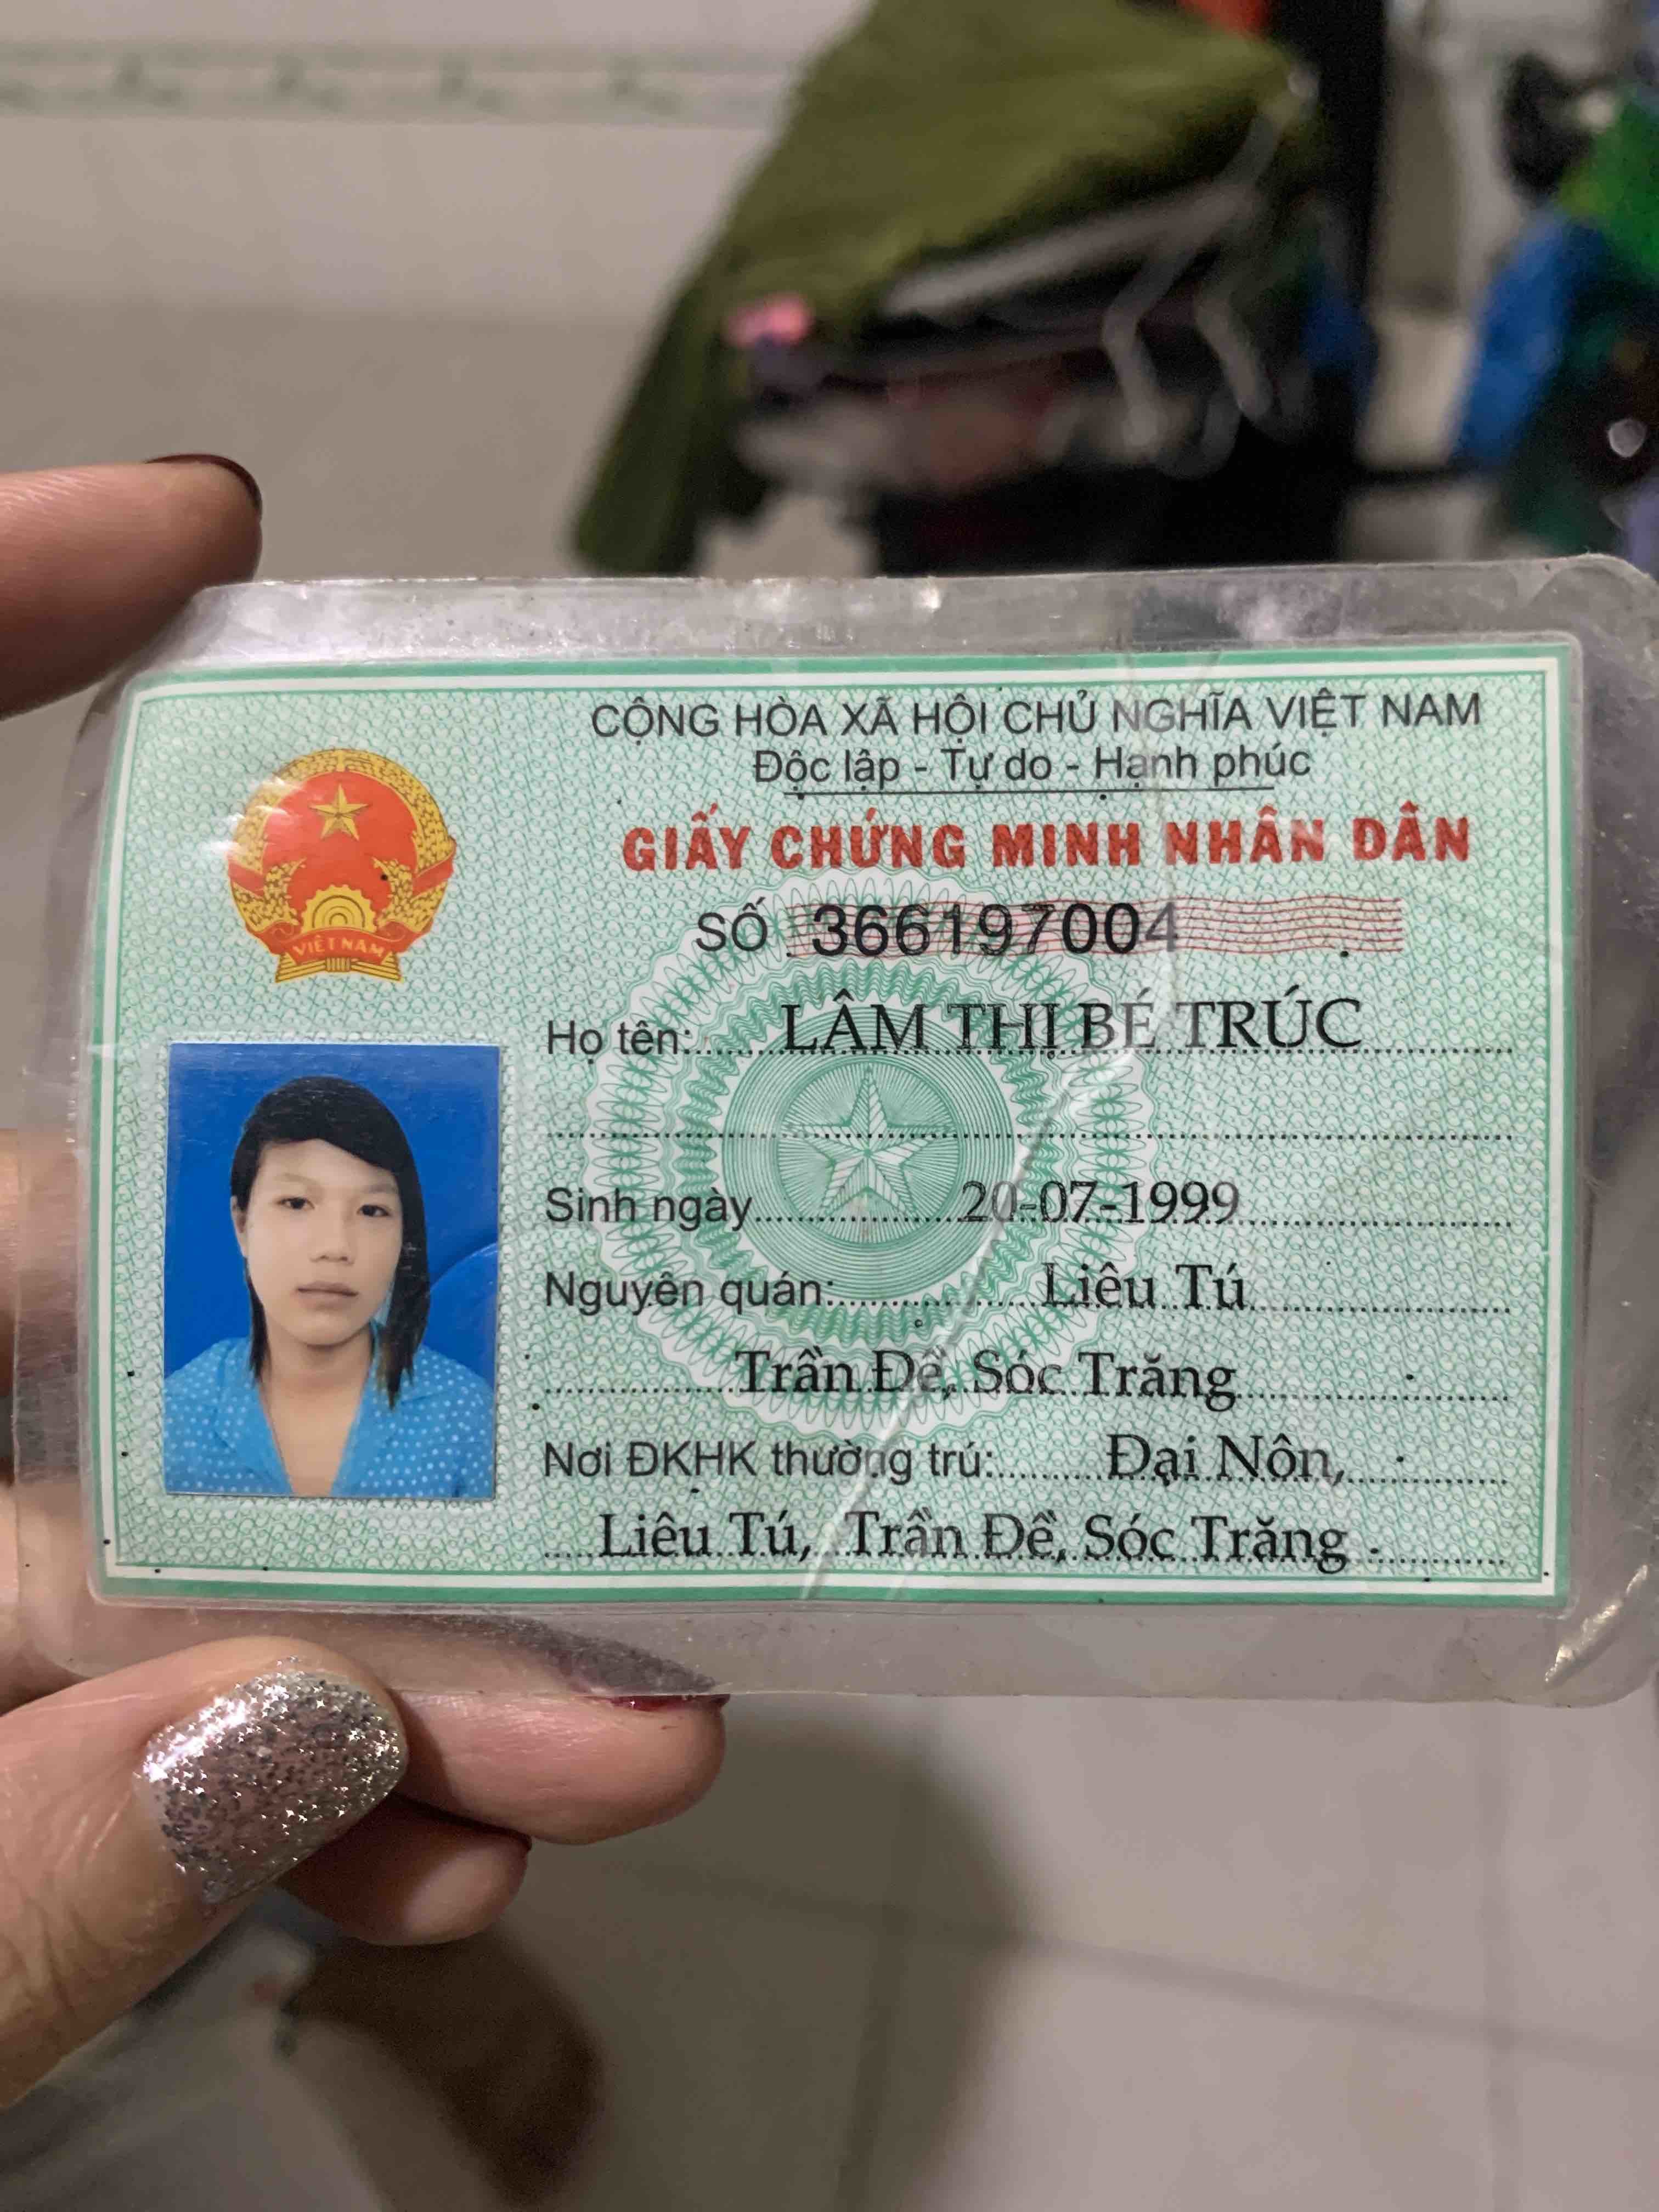 CỘNG HÒA XÃ HỘI CHỦ NGHĨA VIỆT NAM
Độc lập - Tự do - Hạnh phúc
GIẤY CHỨNG MINH NHÂN DÂN
SỐ 366197004
VIỆT NAM
Họ tên: LÂM THỊ BÉ TRÚC
Sinh ngày 20-07-1999
Nguyên quán: Liêu Tú
Trần Đề, Sóc Trăng
Nơi ĐKHK thường trú: Đại Nôn,
Liêu Tú, Trần Đề, Sóc Trăng